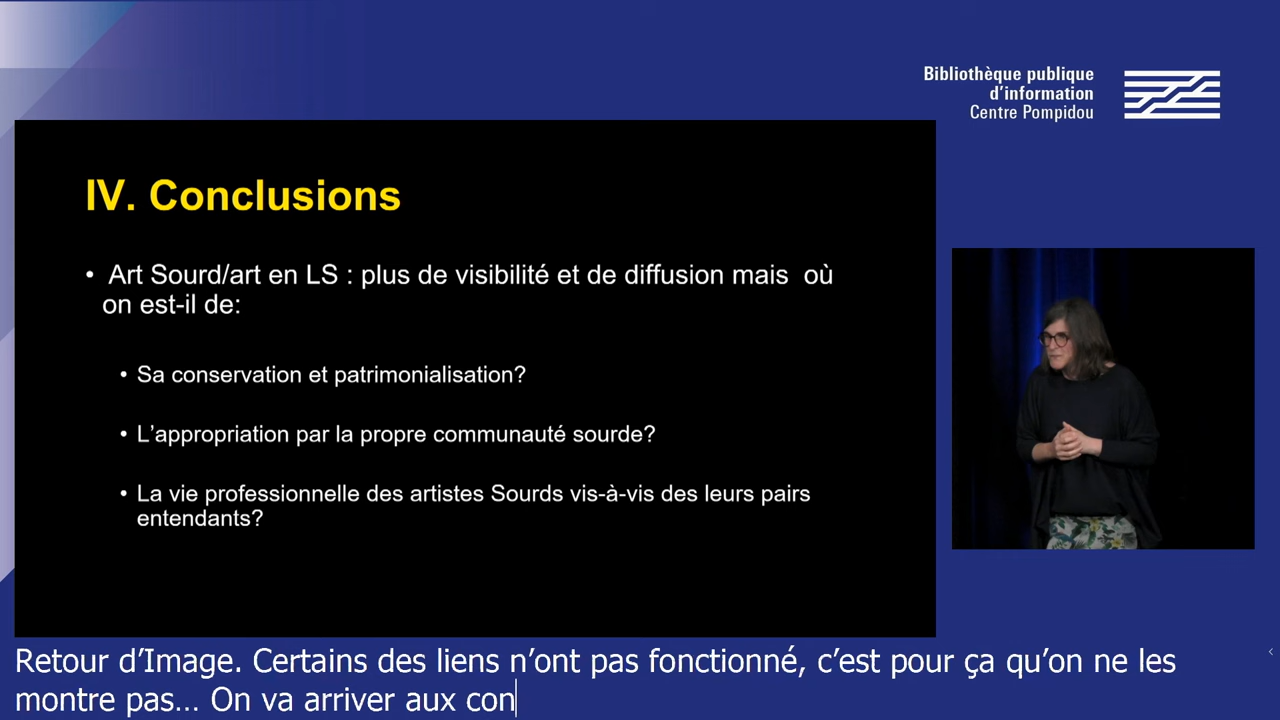 Bibliothèque publique
d’information
Centre Pompidou
IV. Conclusions
• Art Sourd/art en LS : plus de visibilité et de diffusion mais où
on est-il de:
• Sa conservation et patrimonialisation?
• L’appropriation par la propre communauté sourde?
• La vie professionnelle des artistes Sourds vis-à-vis des leurs pairs
entendants?
Retour d’Image. Certains des liens n’ont pas fonctionné, c’est pour ça qu’on ne les
montre pas… On va arriver aux con